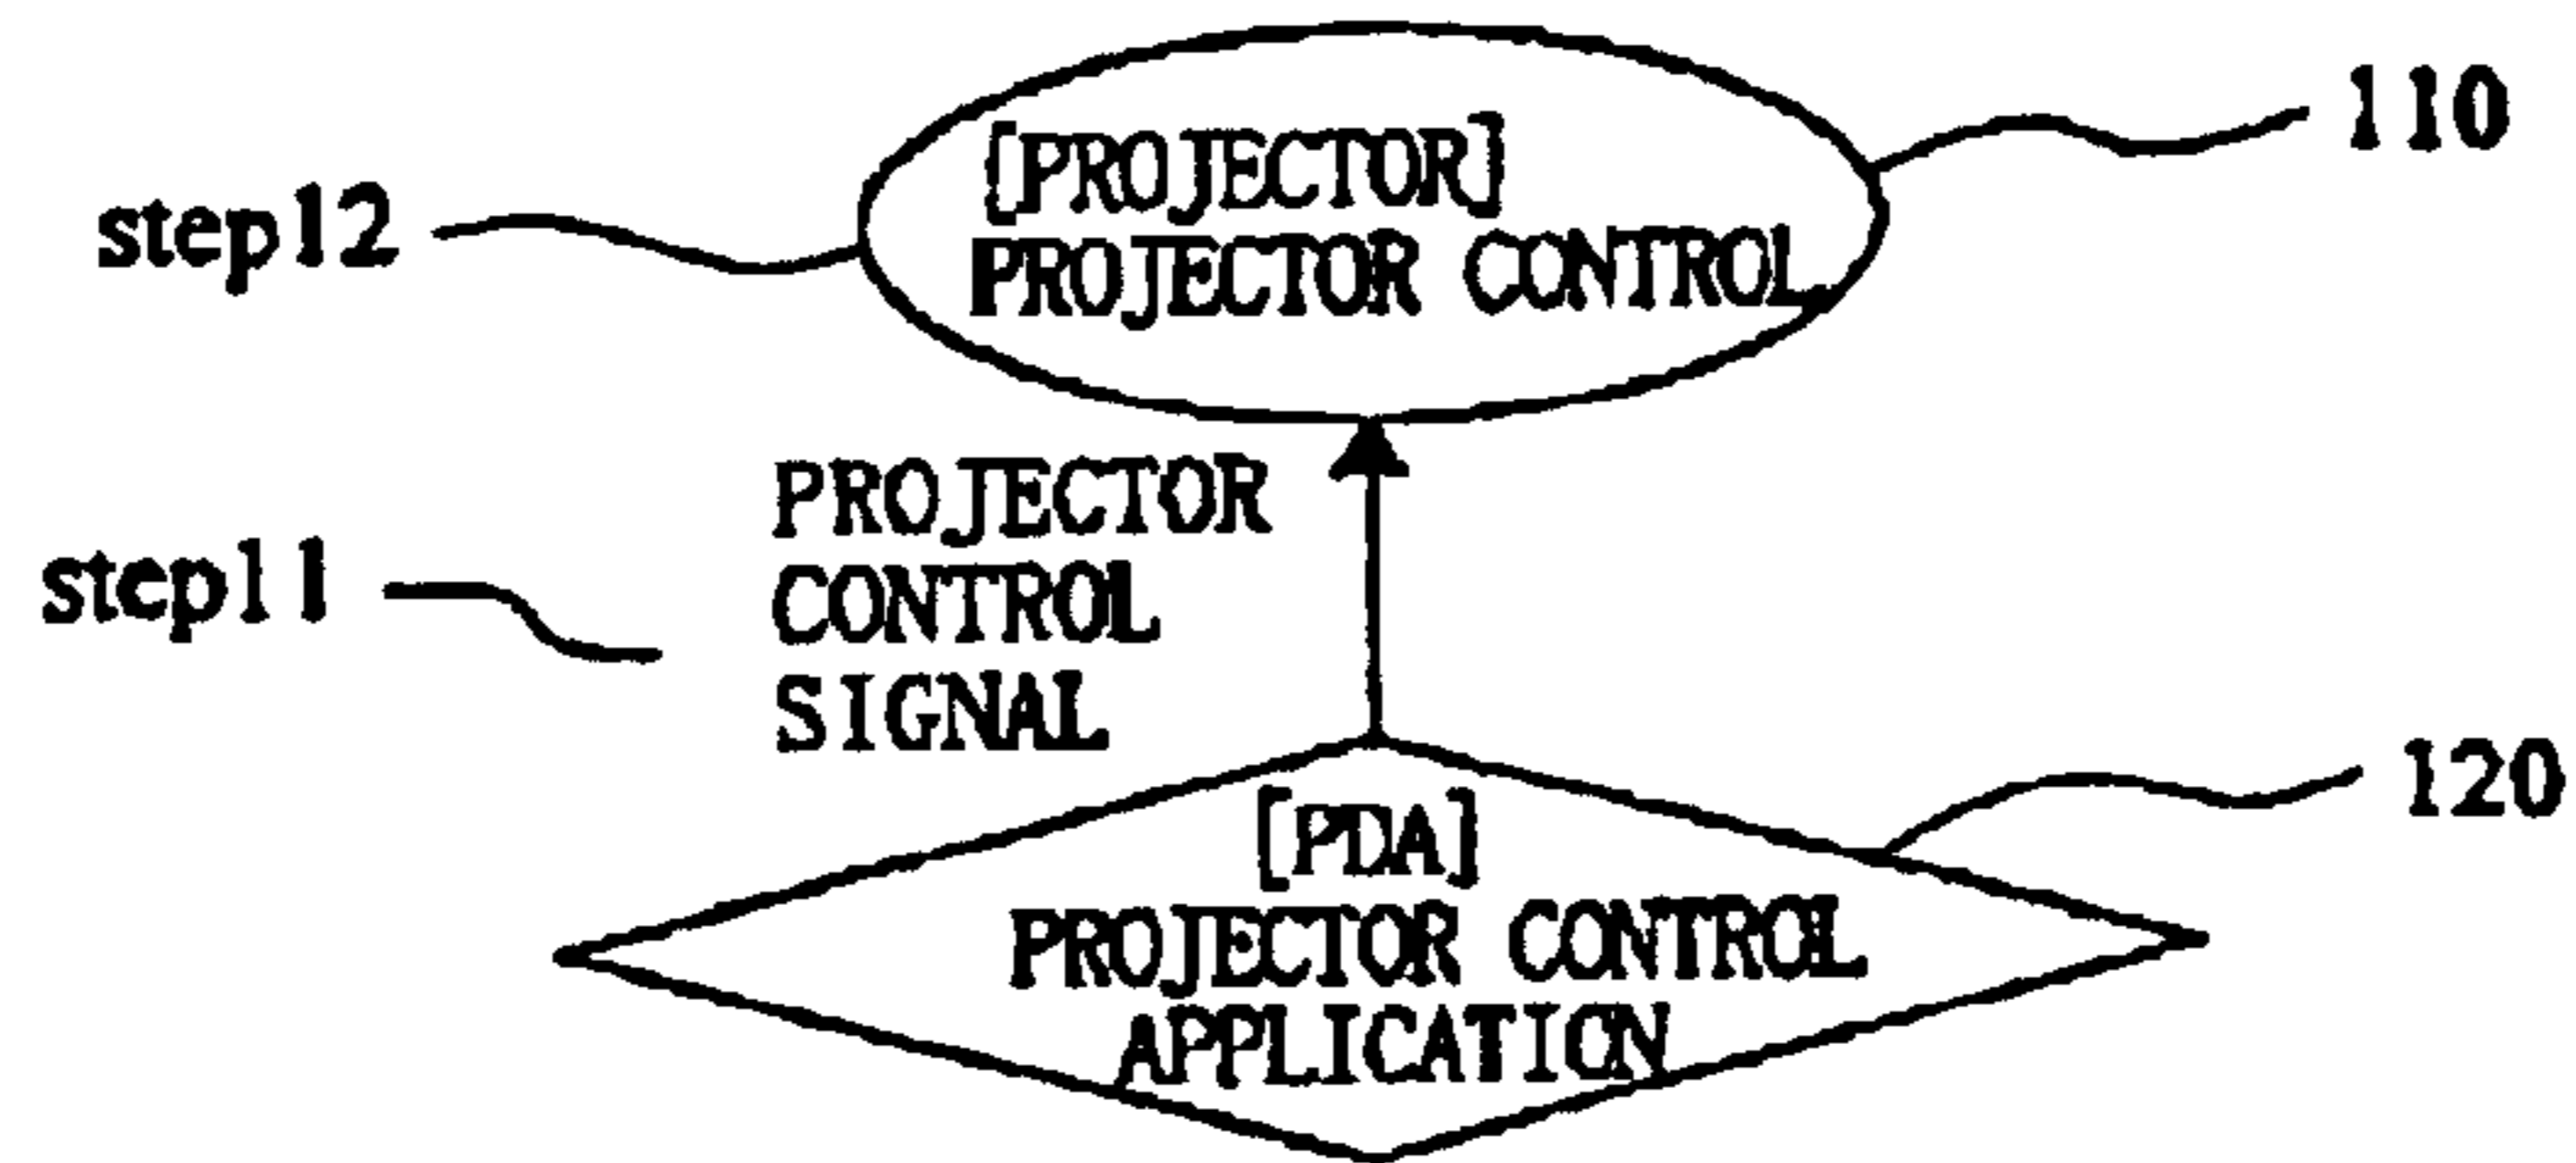 110
[PROJECTOR]
step12
PROJECTOR CONTROL
PROJECTOR
step11
CONTROL
SIGNAL
120
[PDA]
PROJECTOR CONTROL
APPLICATION